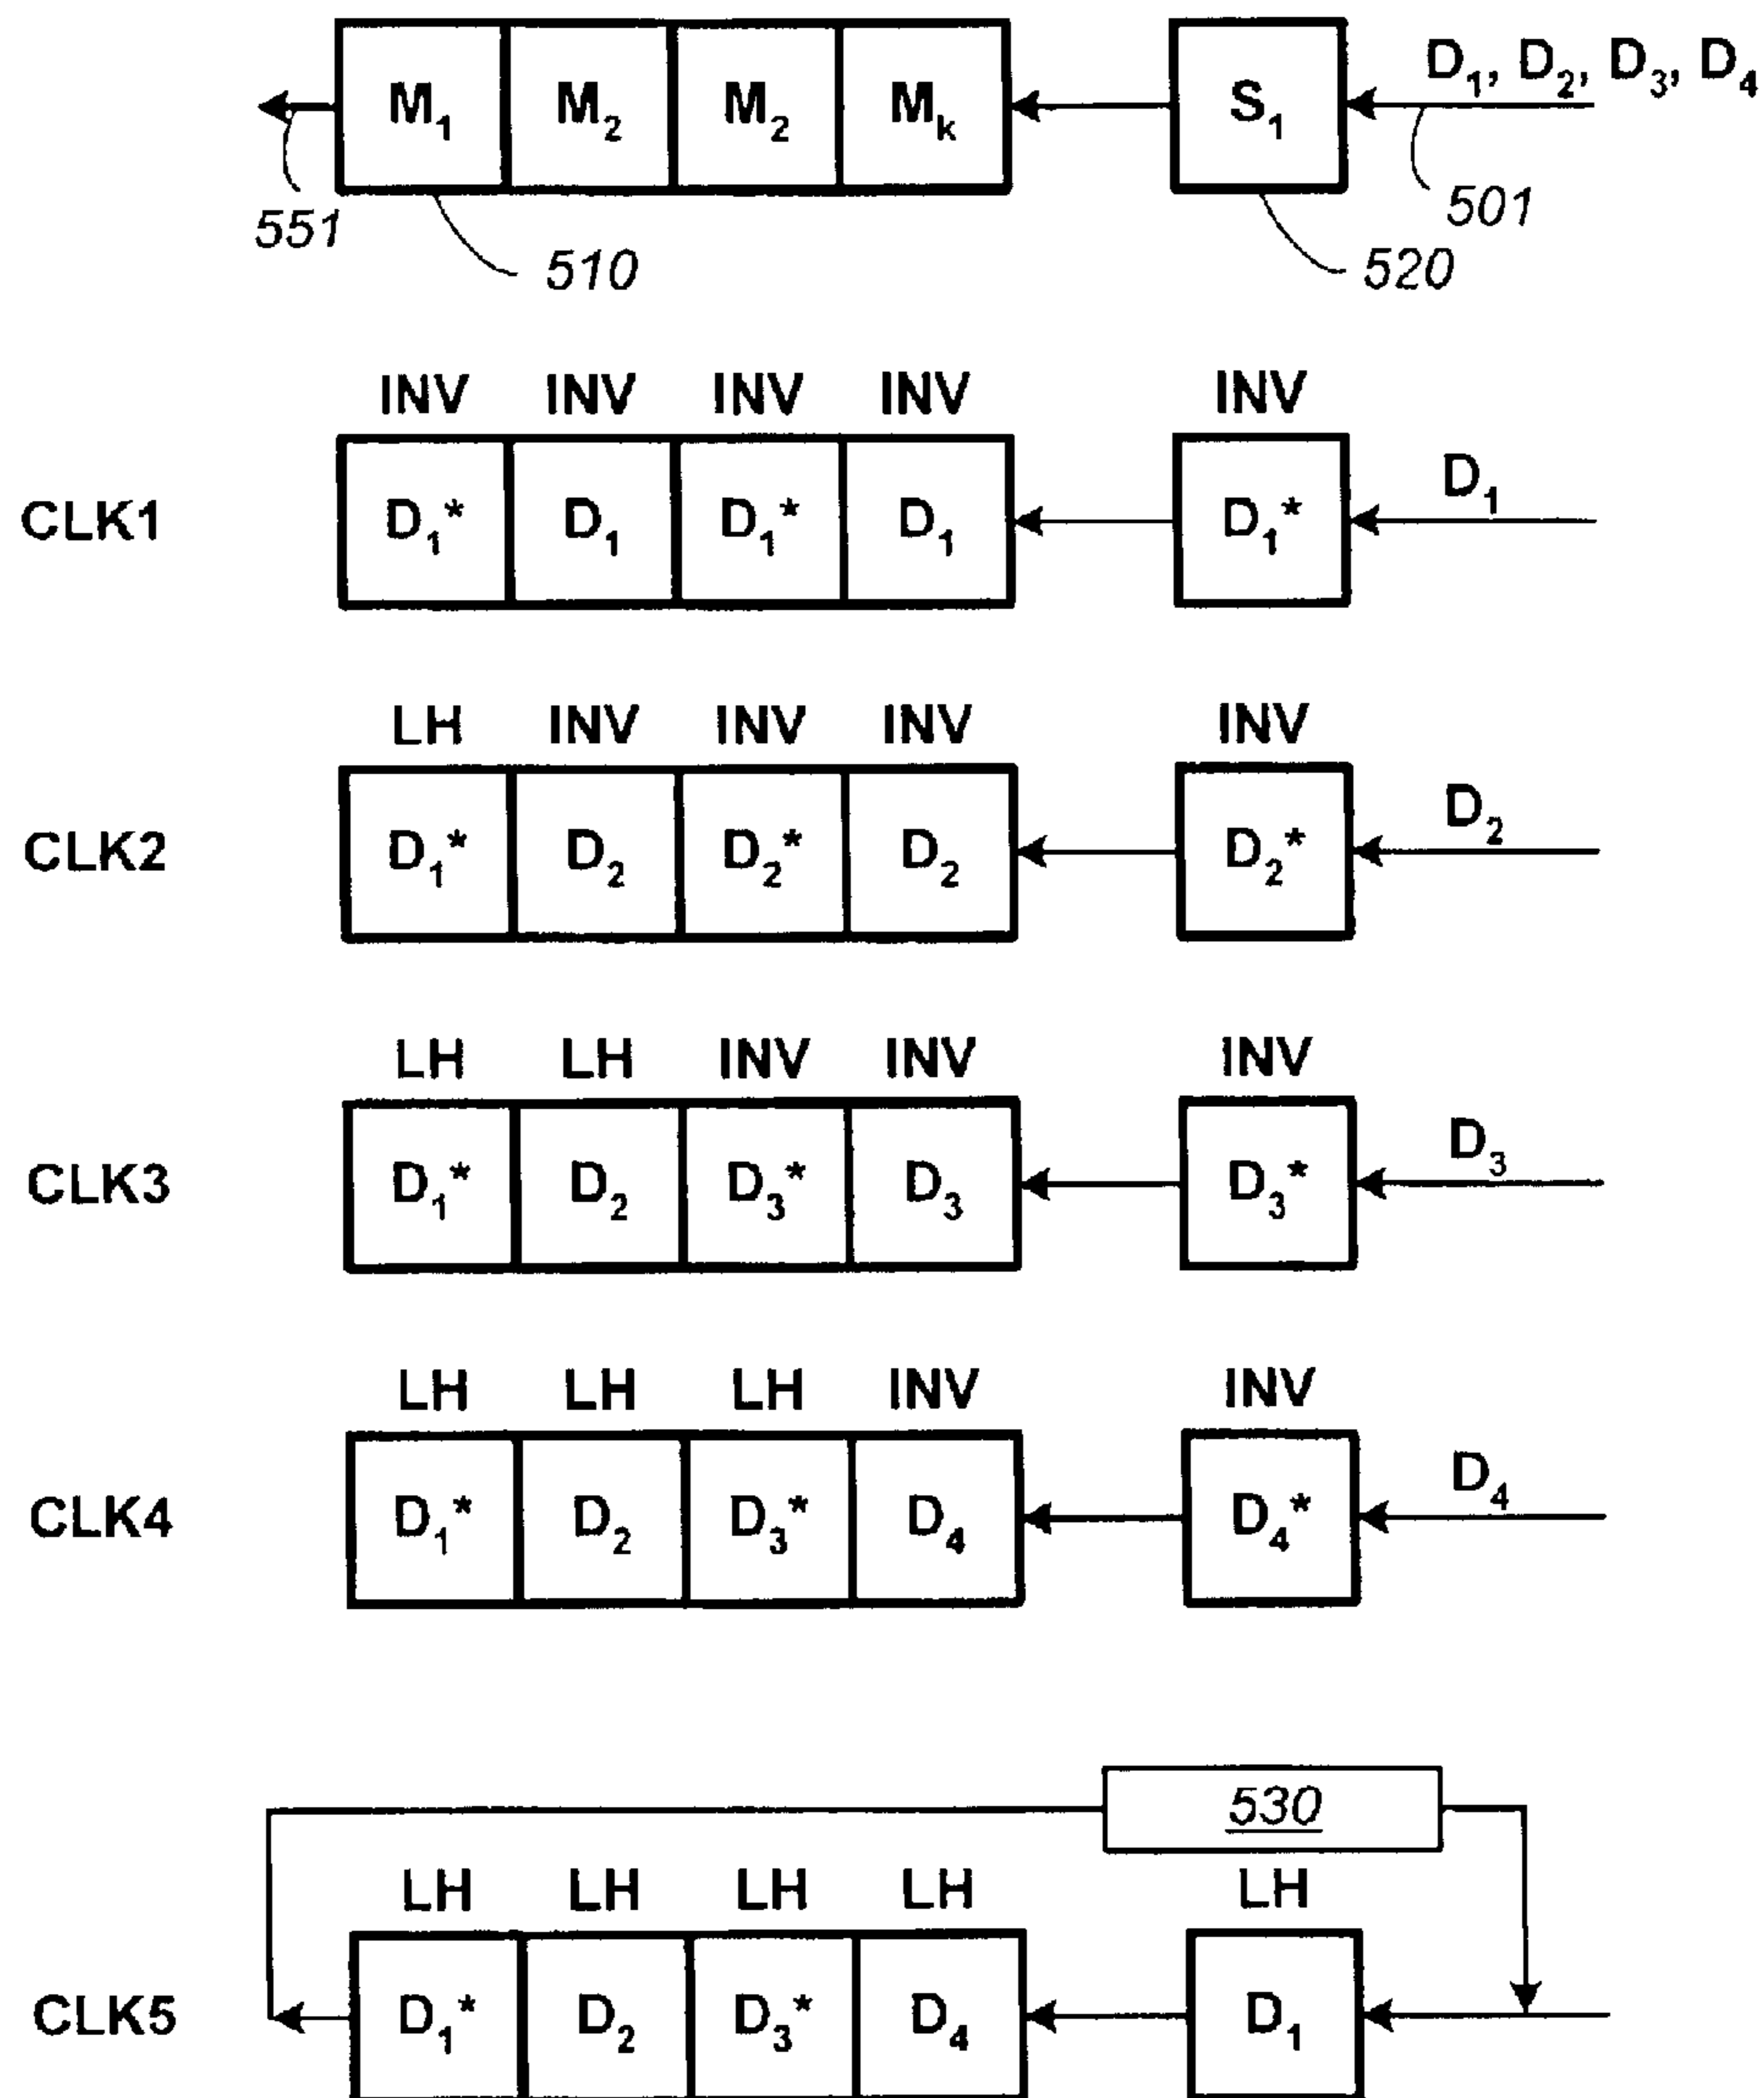 M₁ M₂ M₂ Mₖ S₁ D₁, D₂, D₃, D₄
551 510 520 501
INV INV INV INV INV
CLK1 D₁* D₁ D₁* D₁ D₁* D₁
LH INV INV INV INV
CLK2 D₁* D₂ D₂* D₂ D₂* D₂
LH LH INV INV INV
CLK3 D₁* D₂ D₃* D₃ D₃* D₃
LH LH LH INV INV
CLK4 D₁* D₂ D₃* D₄ D₄* D₄
530
LH LH LH LH LH
CLK5 D₁* D₂ D₃* D₄ D₁